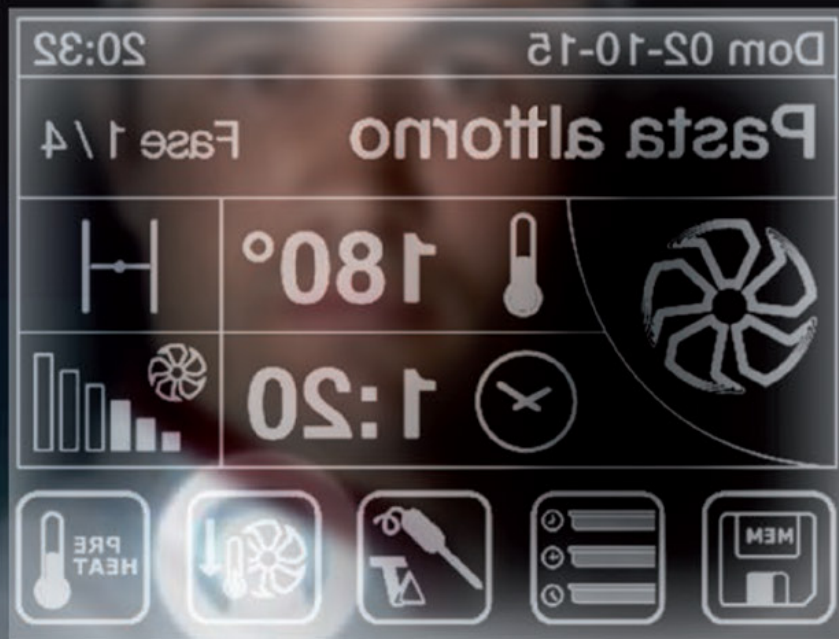 Dom 02-10-15 20:32
Pasta alttorno Fase 1/4
180°
1:20
MEM
PRE
HEAT